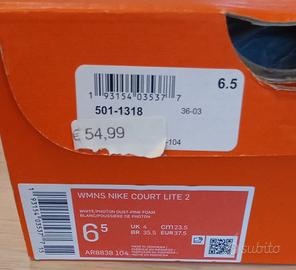 1 93154 03537 7
6.5
501-1318
36-03
€ 54,99
-104
WMNS NIKE COURT LITE 2
WHITE/PHOTON DUST-PINK FOAM
BLANC/POUSSIERE DE PHOTON
6.5
UK 4 CM 23.5
BR 35.5 EUR 37.5
AR8838 104
subito